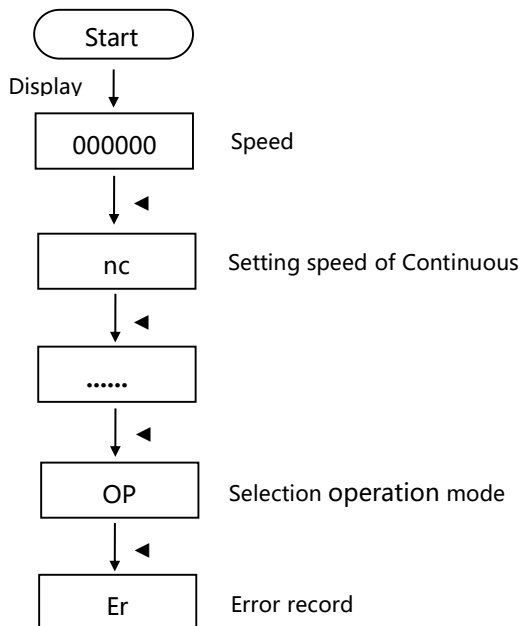 Start
Display
000000 Speed
◄
nc Setting speed of Continuous
◄
......
◄
OP Selection operation mode
◄
Er Error record